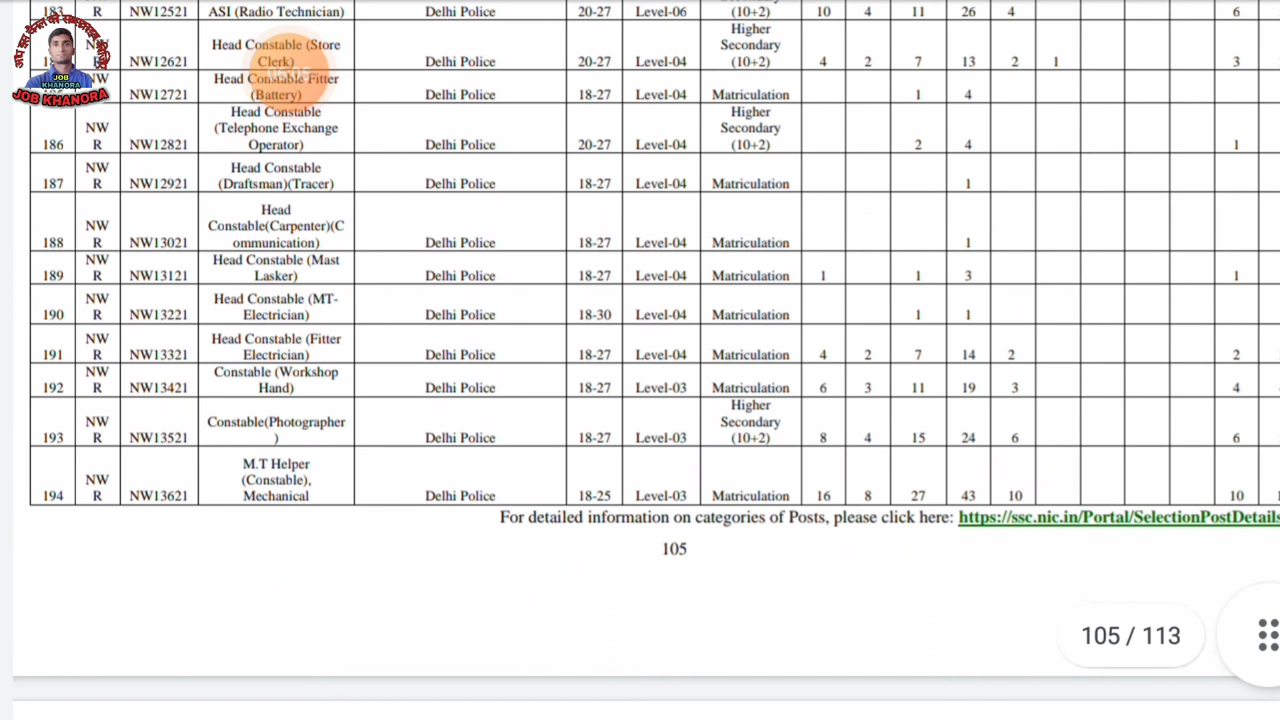 183 R NW12521 ASI (Radio Technician) Delhi Police 20-27 Level-06 (10+2) 10 4 11 26 4 6
Higher
Head Constable (Store Secondary
Clerk) NW12621 Delhi Police 20-27 Level-04 (10+2) 4 2 7 13 2 1 3
NW Head Constable Fitter
NW12721 (Battery) Delhi Police 18-27 Level-04 Matriculation 1 4
Head Constable Higher
NW (Telephone Exchange Secondary
186 R NW12821 Operator) Delhi Police 20-27 Level-04 (10+2) 2 4 1
NW Head Constable
187 R NW12921 (Draftsman)(Tracer) Delhi Police 18-27 Level-04 Matriculation 1
Head
NW Constable(Carpenter)(C
188 R NW13021 ommunication) Delhi Police 18-27 Level-04 Matriculation 1
NW Head Constable (Mast
189 R NW13121 Lasker) Delhi Police 18-27 Level-04 Matriculation 1 1 3 1
NW Head Constable (MT-
190 R NW13221 Electrician) Delhi Police 18-30 Level-04 Matriculation 1 1
NW Head Constable (Fitter
191 R NW13321 Electrician) Delhi Police 18-27 Level-04 Matriculation 4 2 7 14 2 2
NW Constable (Workshop
192 R NW13421 Hand) Delhi Police 18-27 Level-03 Matriculation 6 3 11 19 3 4
Higher
NW Constable(Photographer Secondary
193 R NW13521 ) Delhi Police 18-27 Level-03 (10+2) 8 4 15 24 6 6
M.T Helper
NW (Constable),
194 R NW13621 Mechanical Delhi Police 18-25 Level-03 Matriculation 16 8 27 43 10 10
For detailed information on categories of Posts, please click here: https://ssc.nic.in/Portal/SelectionPostDetails
105
105 / 113
JOB
KHANORA
JOB KHANORA